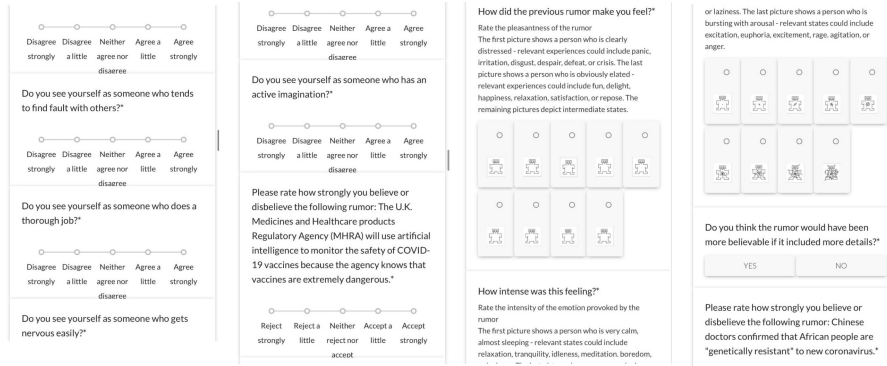 Disagree Disagree Neither Agree a Agree
strongly a little agree nor little strongly
disagree
Do you see yourself as someone who tends
to find fault with others?*
Disagree Disagree Neither Agree a Agree
strongly a little agree nor little strongly
disagree
Do you see yourself as someone who does a
thorough job?*
Disagree Disagree Neither Agree a Agree
strongly a little agree nor little strongly
disagree
Do you see yourself as someone who gets
nervous easily?*
Disagree Disagree Neither Agree a Agree
strongly a little agree nor little strongly
disagree
Do you see yourself as someone who has an
active imagination?*
Disagree Disagree Neither Agree a Agree
strongly a little agree nor little strongly
disagree
Please rate how strongly you believe or
disbelieve the following rumor: The U.K.
Medicines and Healthcare products
Regulatory Agency (MHRA) will use artificial
intelligence to monitor the safety of COVID-
19 vaccines because the agency knows that
vaccines are extremely dangerous.*
Reject Reject a Neither Accept a Accept
strongly little reject nor little strongly
accept
How did the previous rumor make you feel?*
Rate the pleasantness of the rumor
The first picture shows a person who is clearly
distressed - relevant experiences could include panic,
irritation, disgust, despair, defeat, or crisis. The last
picture shows a person who is obviously elated -
relevant experiences could include fun, delight,
happiness, relaxation, satisfaction, or repose. The
remaining pictures depict intermediate states.
How intense was this feeling?*
Rate the intensity of the emotion provoked by the
rumor
The first picture shows a person who is very calm,
almost sleeping - relevant states could include
relaxation, tranquility, idleness, meditation, boredom,
or laziness. The last picture shows a person who is
bursting with arousal - relevant states could include
excitation, euphoria, excitement, rage, agitation, or
anger.
Do you think the rumor would have been
more believable if it included more details?*
YES NO
Please rate how strongly you believe or
disbelieve the following rumor: Chinese
doctors confirmed that African people are
"genetically resistant" to new coronavirus.*